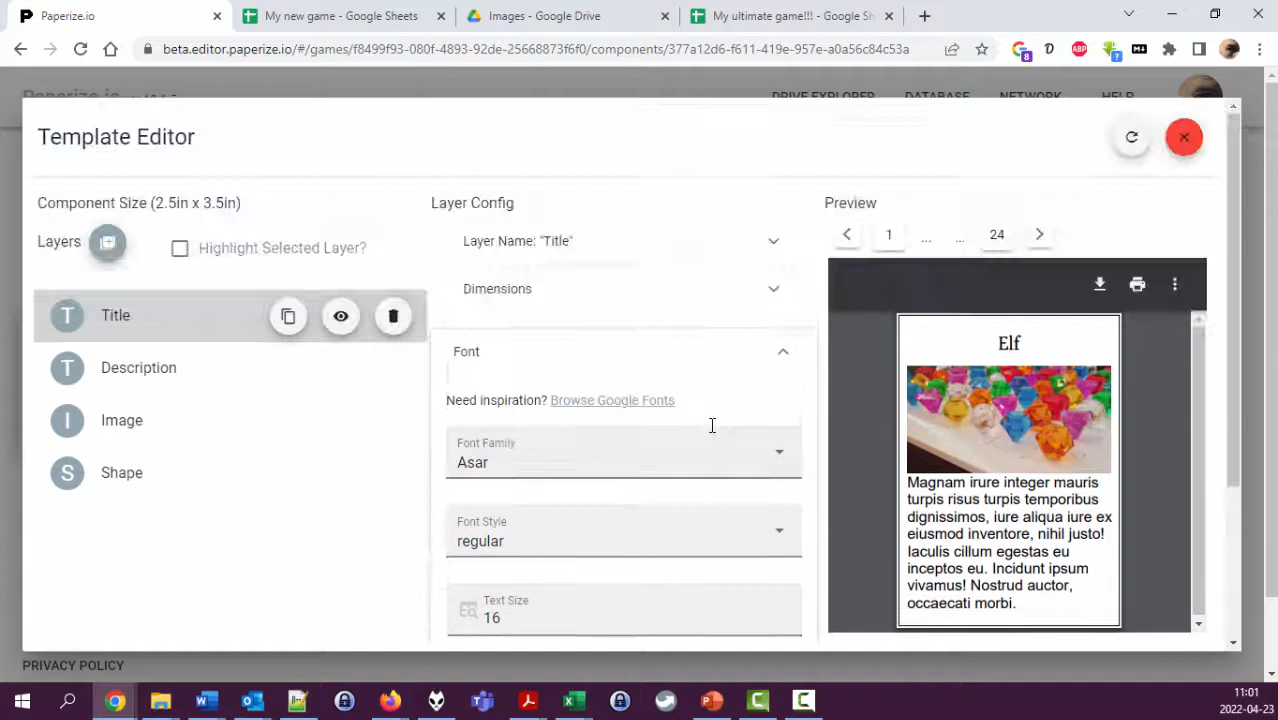 Paperize.io
My new game - Google Sheets
Images - Google Drive
My ultimate game!!! - Google Sh
beta.editor.paperize.io/#/games/f8499f93-080f-4893-92de-25668873f6f0/components/377a12d6-f611-419e-957e-a0a56c84c53a
DRIVE EXPLORER
DATABASE
NETWORK
HELP
Template Editor
Component Size (2.5in x 3.5in)
Layers
Highlight Selected Layer?
T Title
T Description
I Image
S Shape
Layer Config
Layer Name: "Title"
Dimensions
Font
Need inspiration? Browse Google Fonts
Font Family
Asar
Font Style
regular
Text Size
16
Preview
1 ... ... 24
Elf
Magnam irure integer mauris
turpis risus turpis temporibus
dignissimos, iure aliqua iure ex
eiusmod inventore, nihil justo!
Iaculis cillum egestas eu
inceptos eu. Incidunt ipsum
vivamus! Nostrud auctor,
occaecati morbi.
PRIVACY POLICY
11:01
2022-04-23